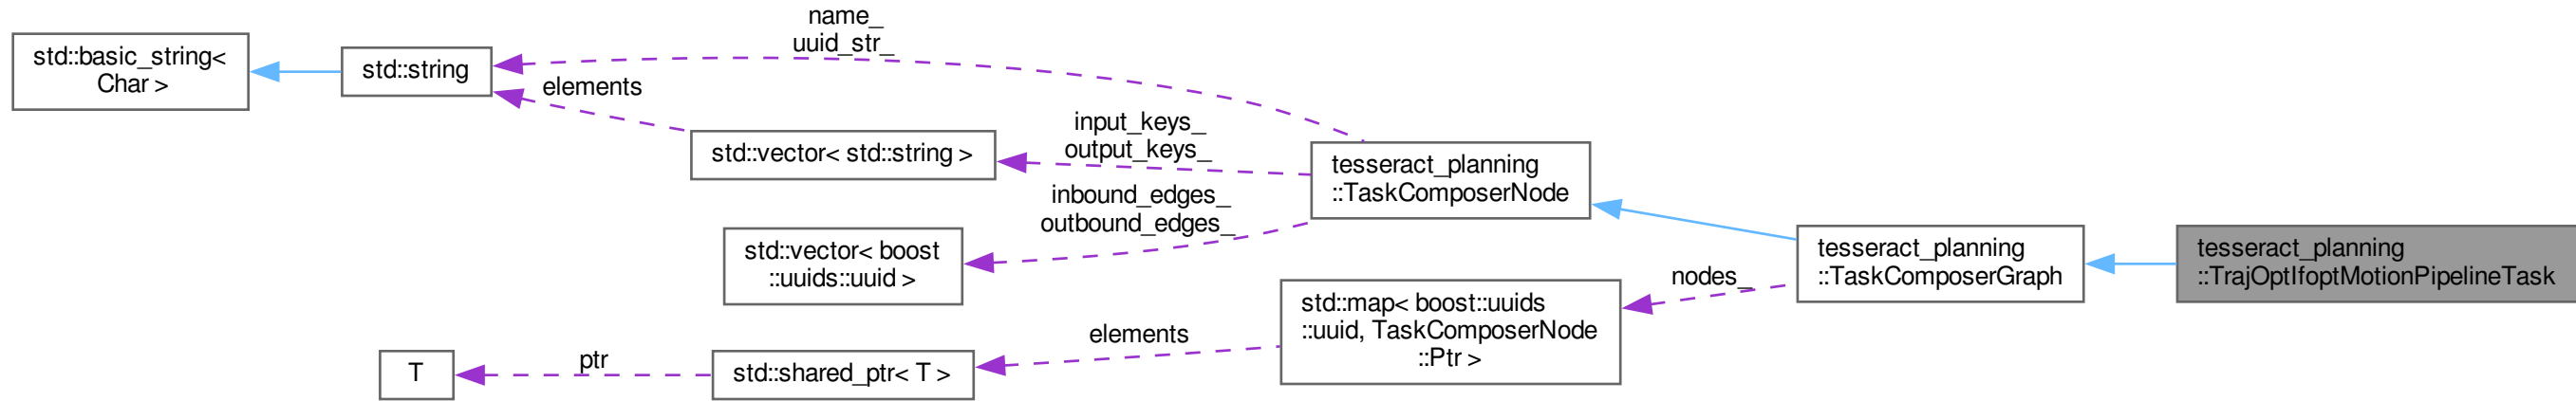 name_
uuid_str_
std::basic_string<
Char >
std::string
elements
std::vector< std::string >
input_keys_
output_keys_
tesseract_planning
::TaskComposerNode
inbound_edges_
outbound_edges_
std::vector< boost
::uuids::uuid >
tesseract_planning
::TaskComposerGraph
tesseract_planning
::TrajOptIfoptMotionPipelineTask
nodes_
std::map< boost::uuids
::uuid, TaskComposerNode
::Ptr >
elements
std::shared_ptr< T >
ptr
T